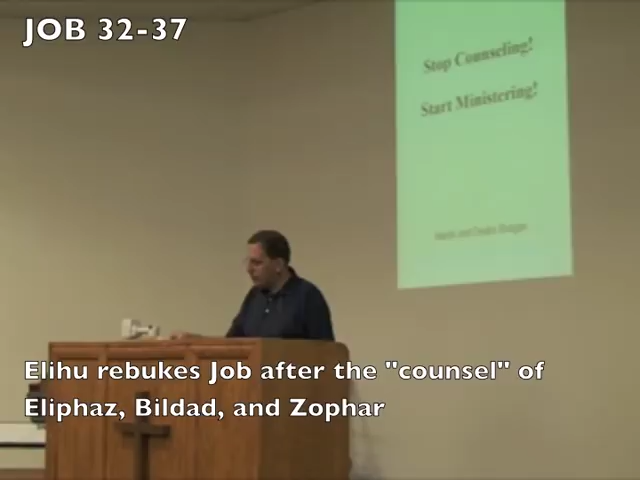 JOB 32-37
Stop Counseling!
Start Ministering!
Elihu rebukes Job after the "counsel" of
Eliphaz, Bildad, and Zophar